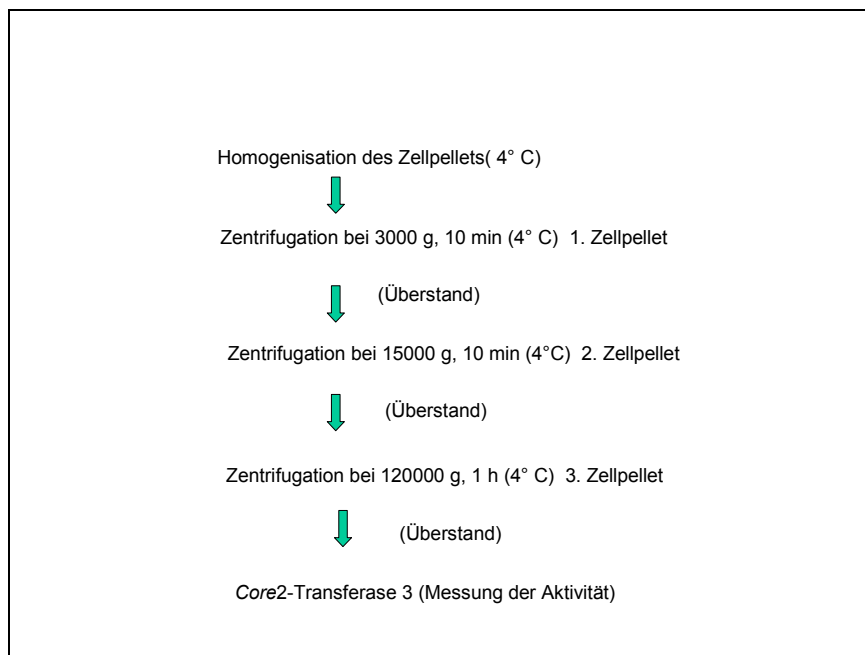 Homogenisation des Zellpellets( 4° C)
Zentrifugation bei 3000 g, 10 min (4° C)  1. Zellpellet
(Überstand)
Zentrifugation bei 15000 g, 10 min (4°C)  2. Zellpellet
(Überstand)
Zentrifugation bei 120000 g, 1 h (4° C)  3. Zellpellet
(Überstand)
Core2-Transferase 3 (Messung der Aktivität)